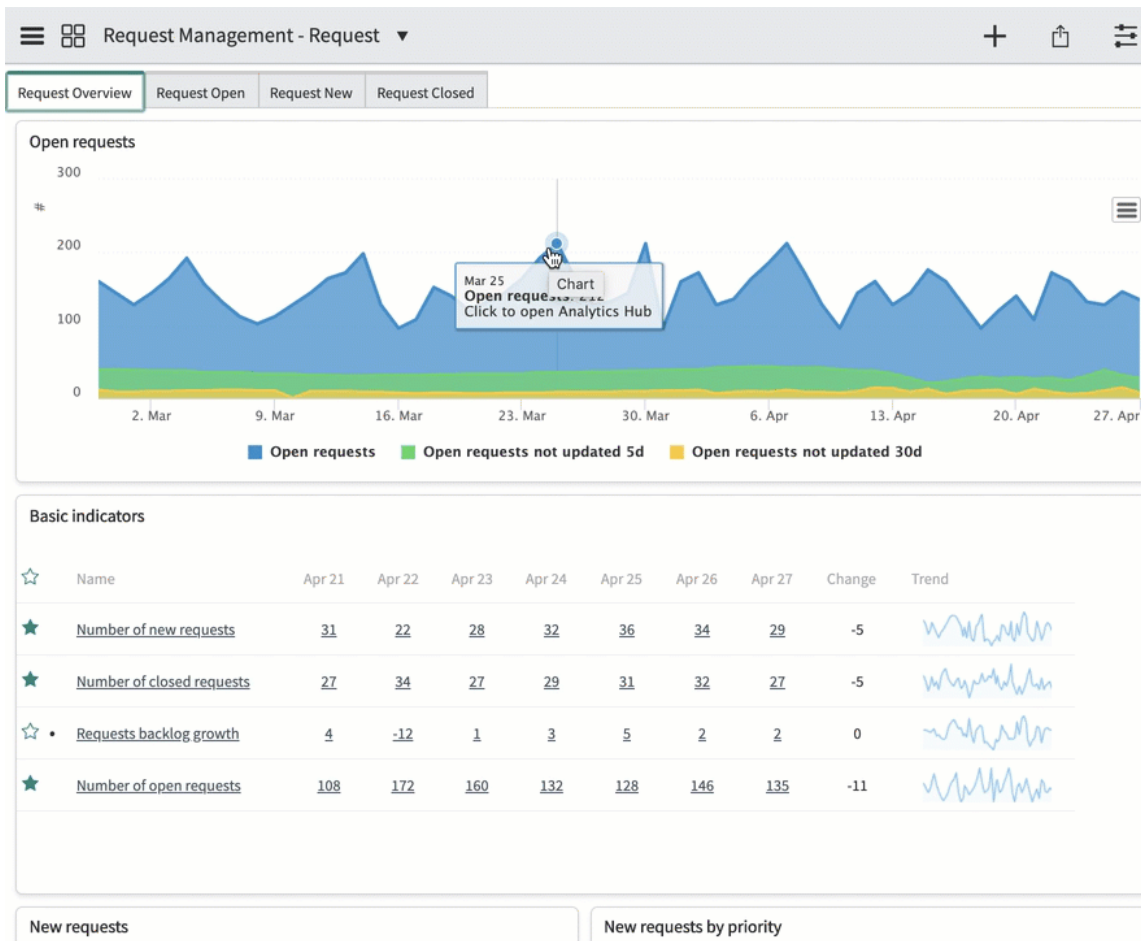 Request Management - Request
Request Overview Request Open Request New Request Closed
Open requests
300
#
200
100
0
Mar 25
Chart
Open requests: 212
Click to open Analytics Hub
2. Mar 9. Mar 16. Mar 23. Mar 30. Mar 6. Apr 13. Apr 20. Apr 27. Apr
Open requests Open requests not updated 5d Open requests not updated 30d
Basic indicators
Name Apr 21 Apr 22 Apr 23 Apr 24 Apr 25 Apr 26 Apr 27 Change Trend
Number of new requests 31 22 28 32 36 34 29 -5
Number of closed requests 27 34 27 29 31 32 27 -5
Requests backlog growth 4 -12 1 3 5 2 2 0
Number of open requests 108 172 160 132 128 146 135 -11
New requests
New requests by priority